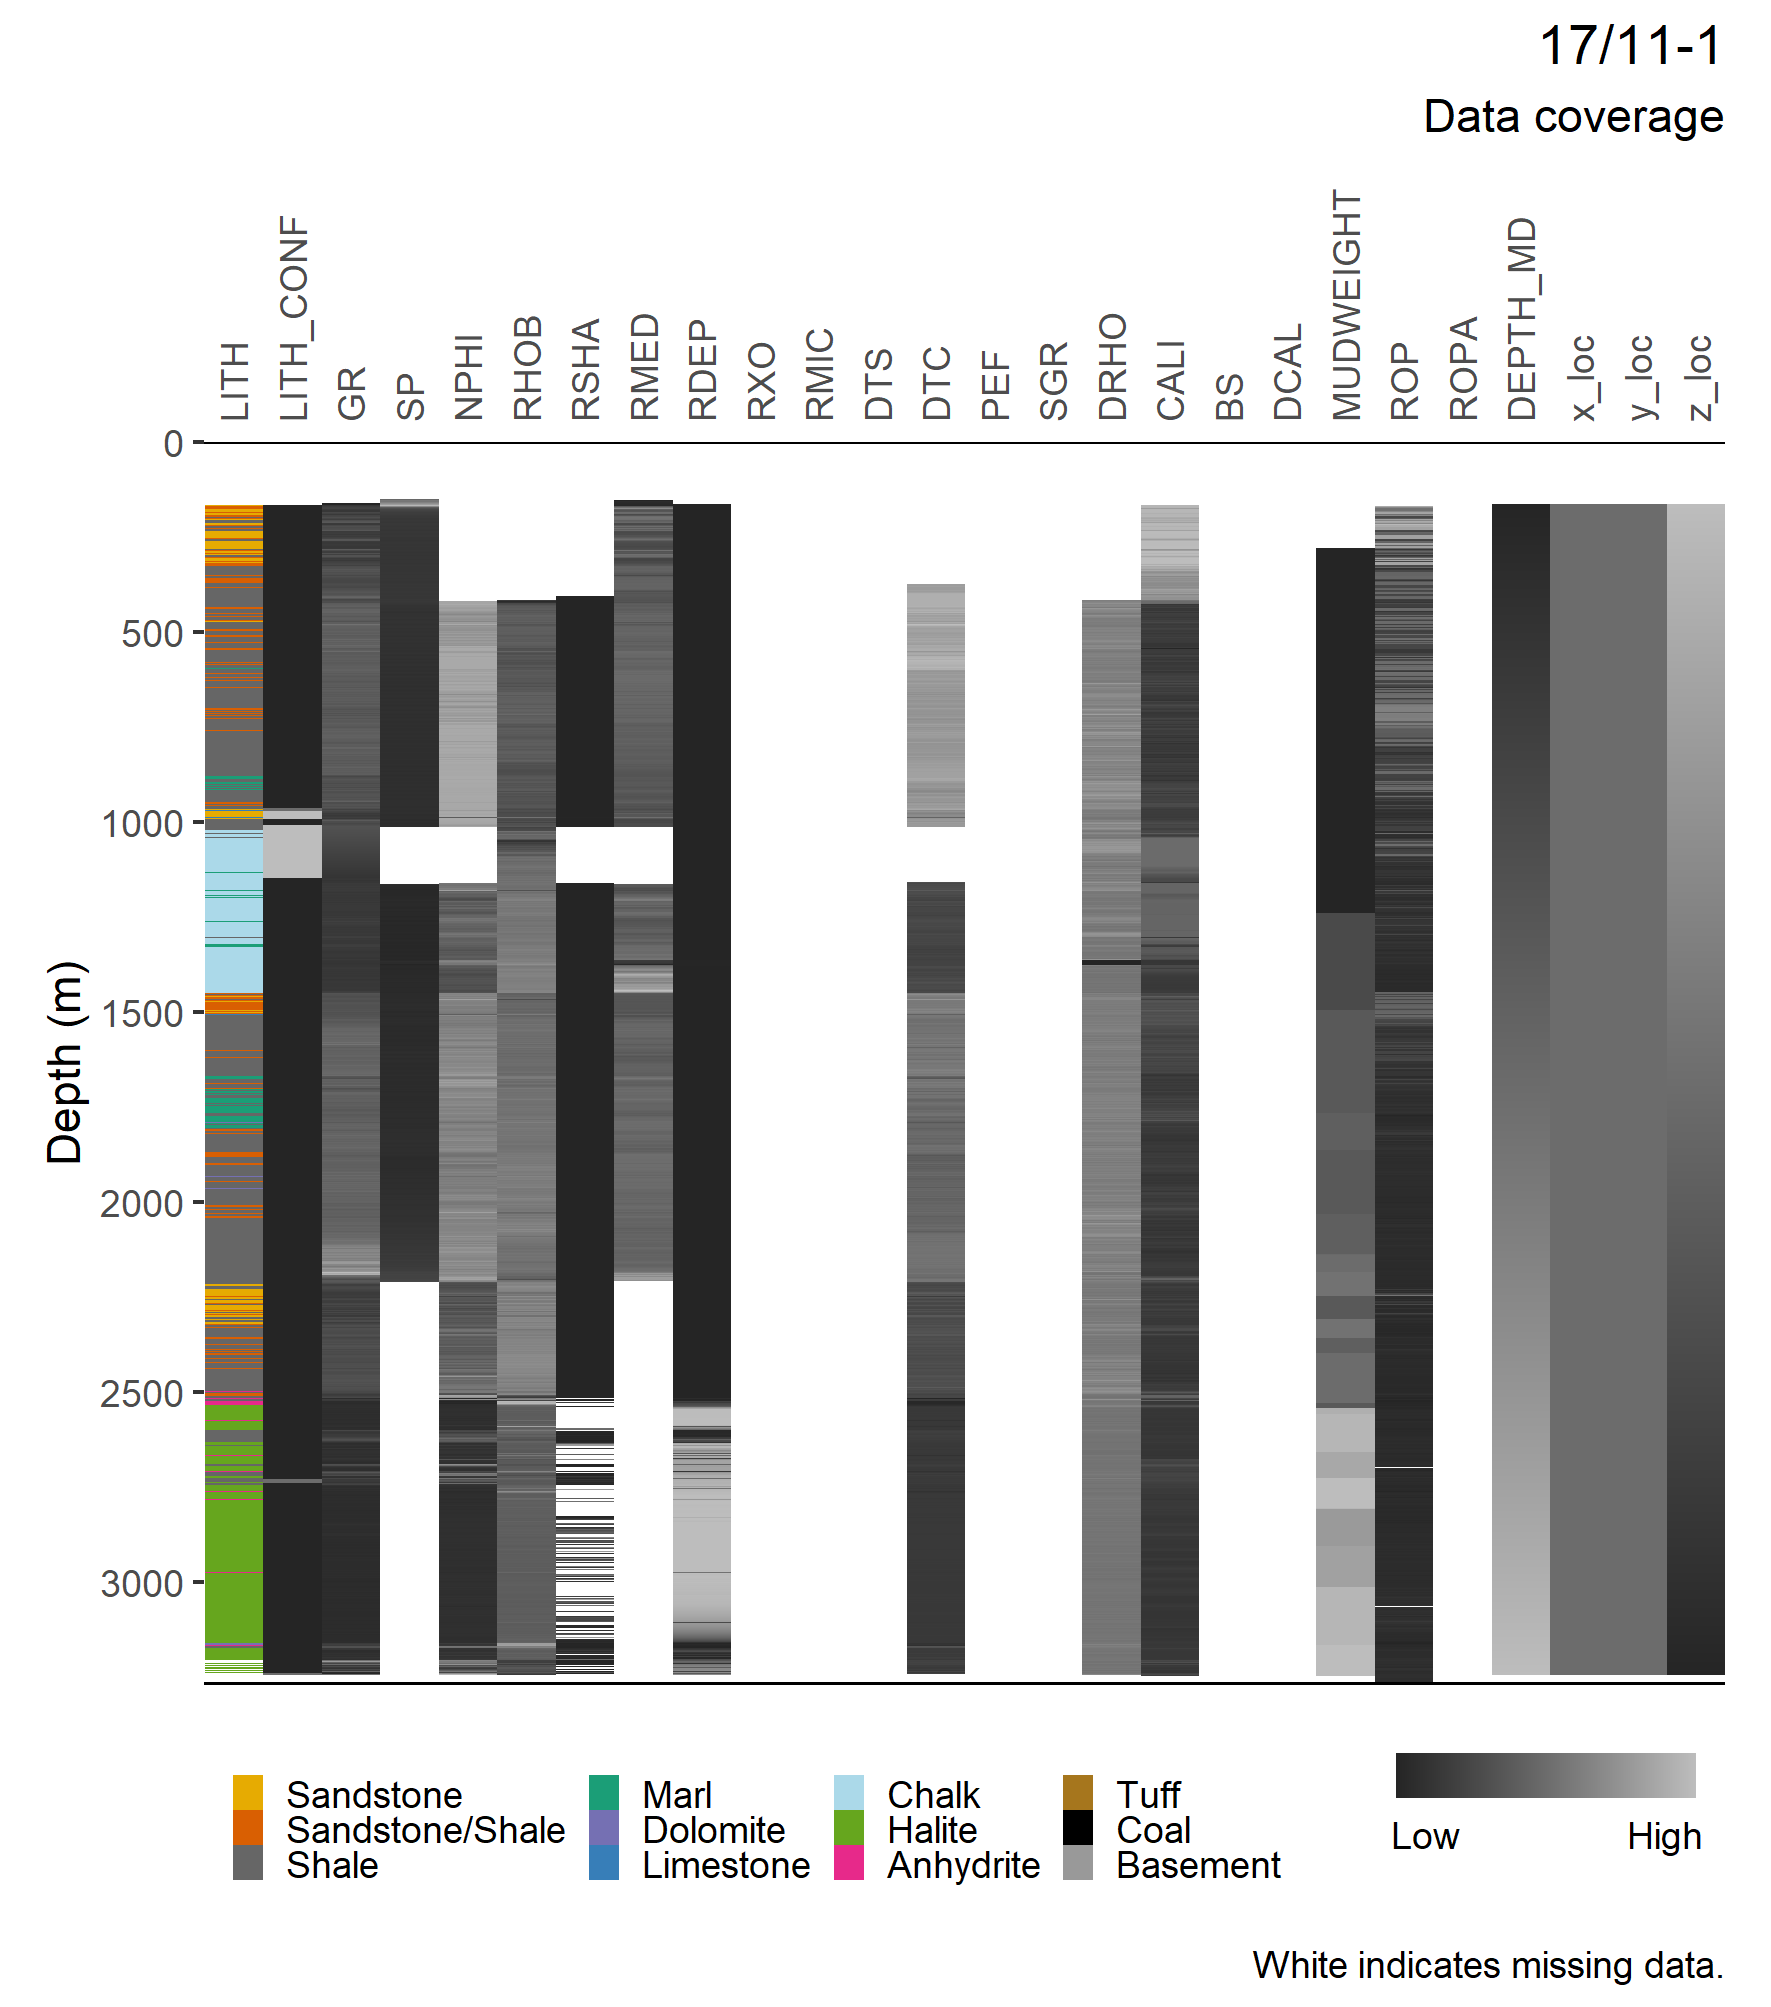 17/11-1
Data coverage
LITH
LITH_CONF
GR
SP
NPHI
RHOB
RSHA
RMED
RDEP
RXO
RMIC
DTS
DTC
PEF
SGR
DRHO
CALI
BS
DCAL
MUDWEIGHT
ROP
ROPA
DEPTH_MD
x_loc
y_loc
z_loc
0
500
1000
1500
2000
2500
3000
Depth (m)
Sandstone
Sandstone/Shale
Shale
Marl
Dolomite
Limestone
Chalk
Halite
Anhydrite
Tuff
Coal
Basement
Low High
White indicates missing data.